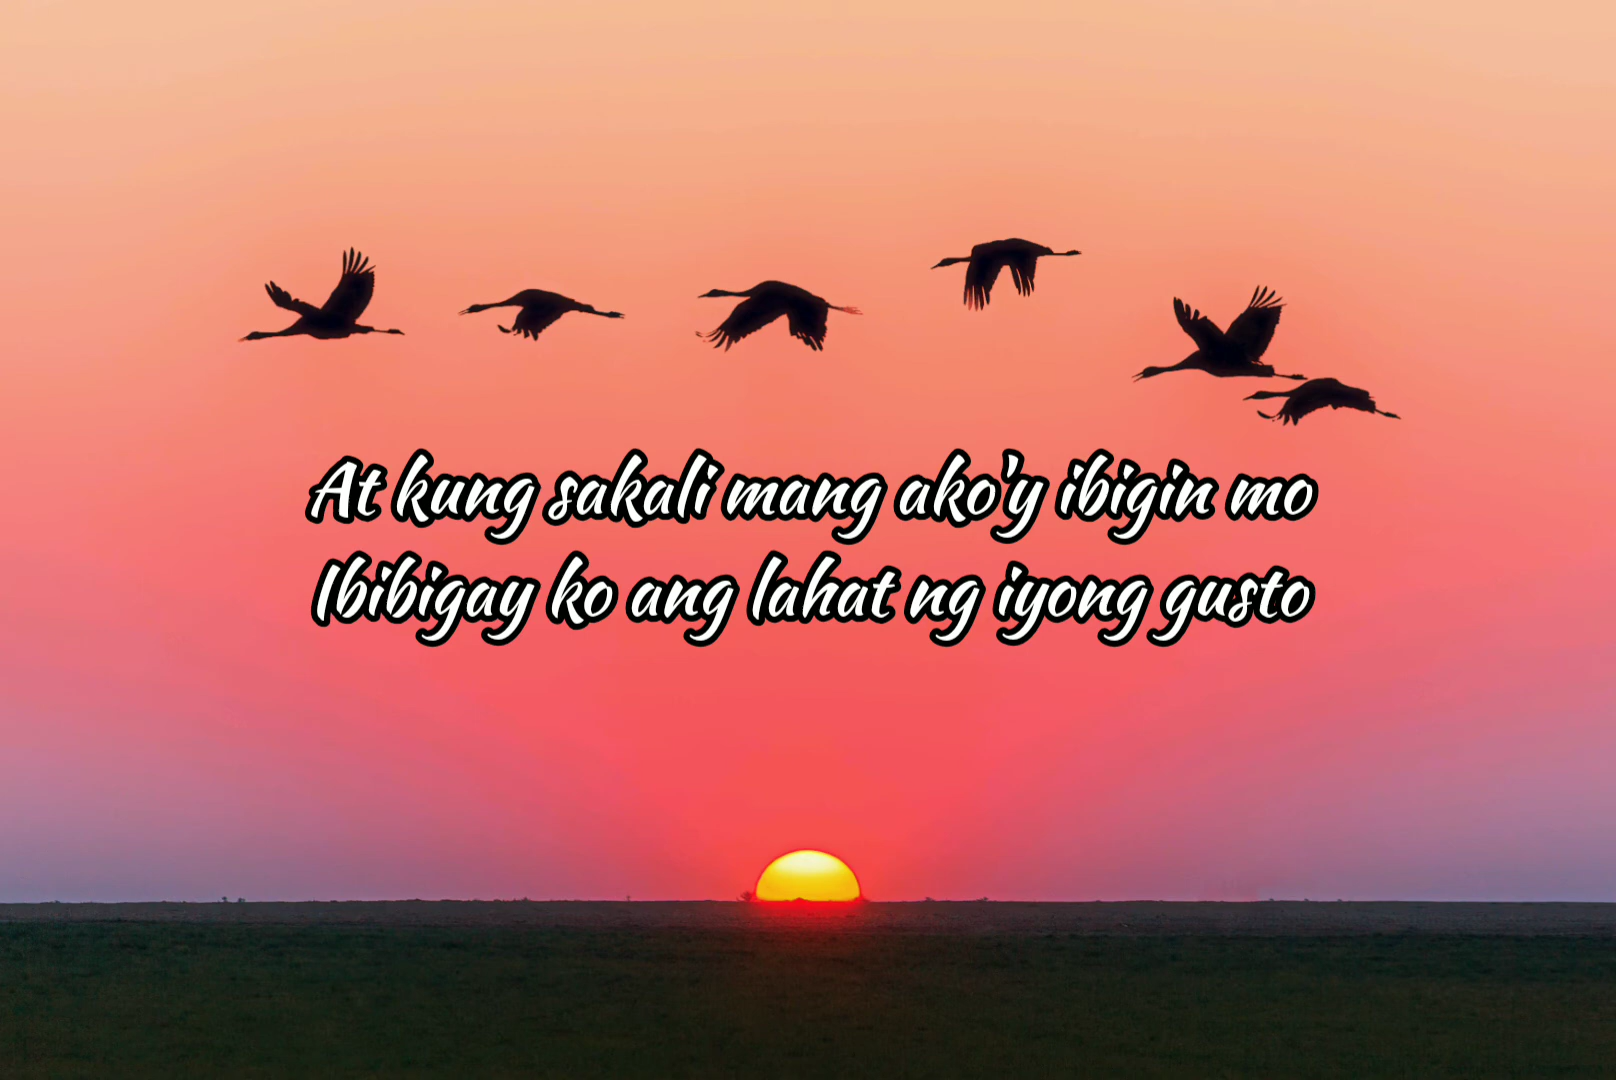 At kung sakali mang ako'y ibigin mo
Ibibigay ko ang lahat ng iyong gusto